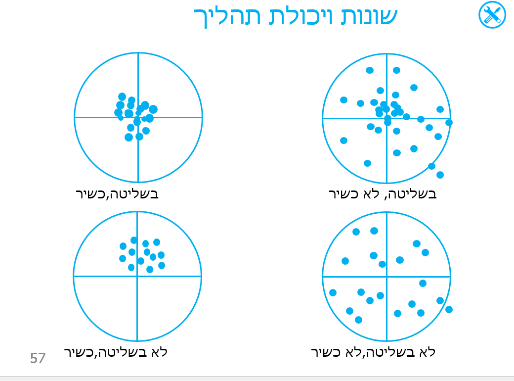 שונות ויכולת תהליך
בשליטה,כשיר
בשליטה, לא כשיר
לא בשליטה,כשיר
לא בשליטה,לא כשיר
57